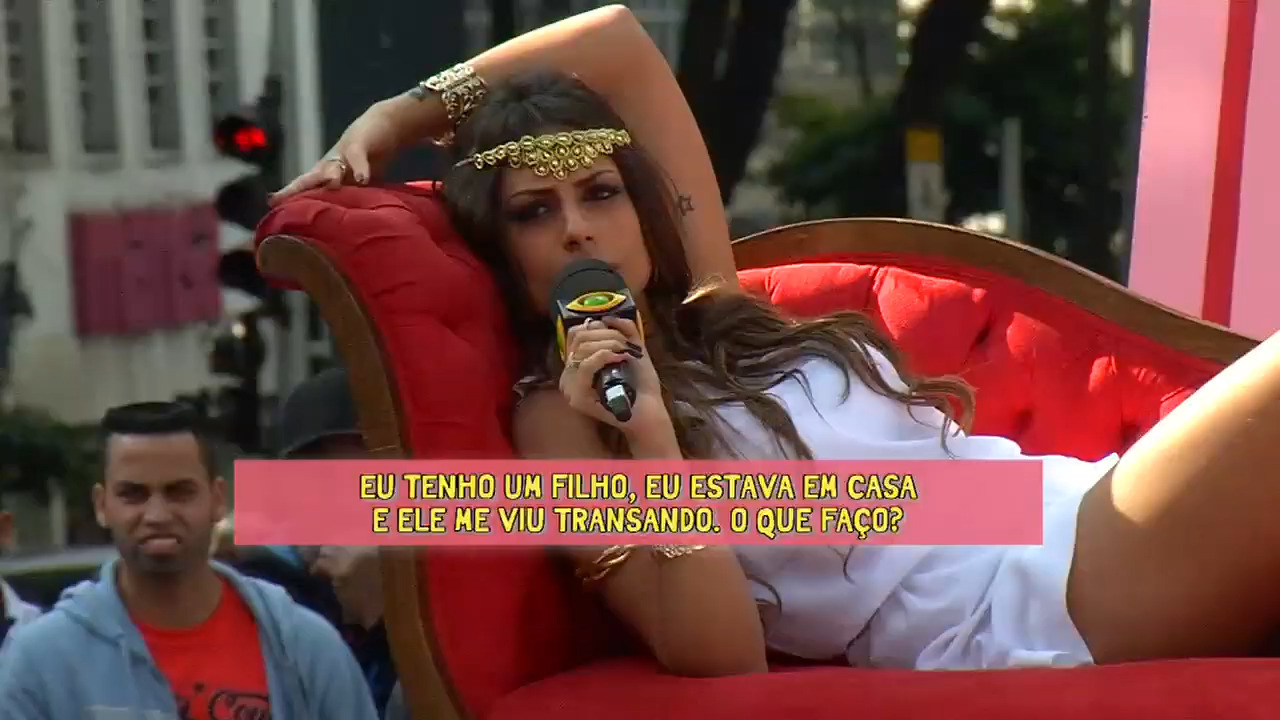 EU TENHO UM FILHO, EU ESTAVA EM CASA
E ELE ME VIU TRANSANDO. O QUE FAÇO?